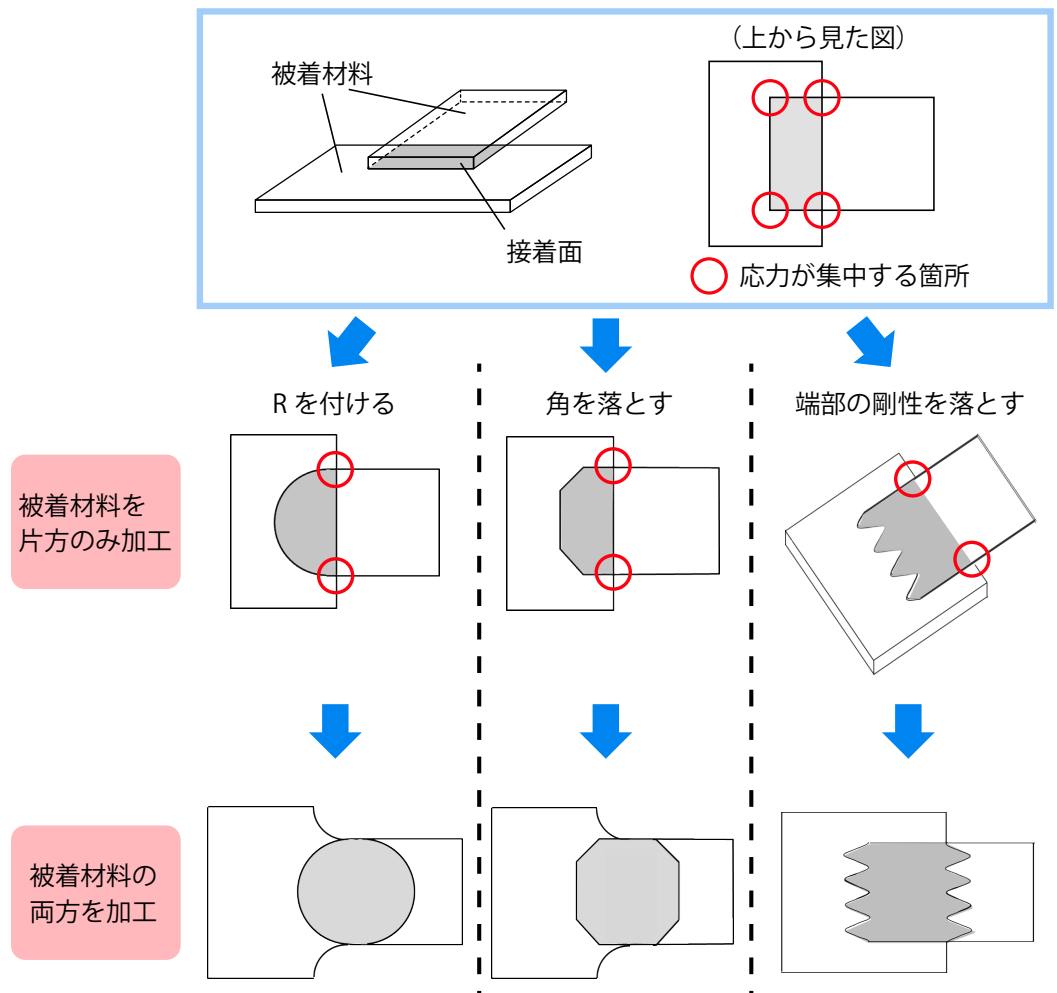 (上から見た図)
被着材料
接着面
応力が集中する箇所
R を付ける
角を落とす
端部の剛性を落とす
被着材料を
片方のみ加工
被着材料の
両方を加工